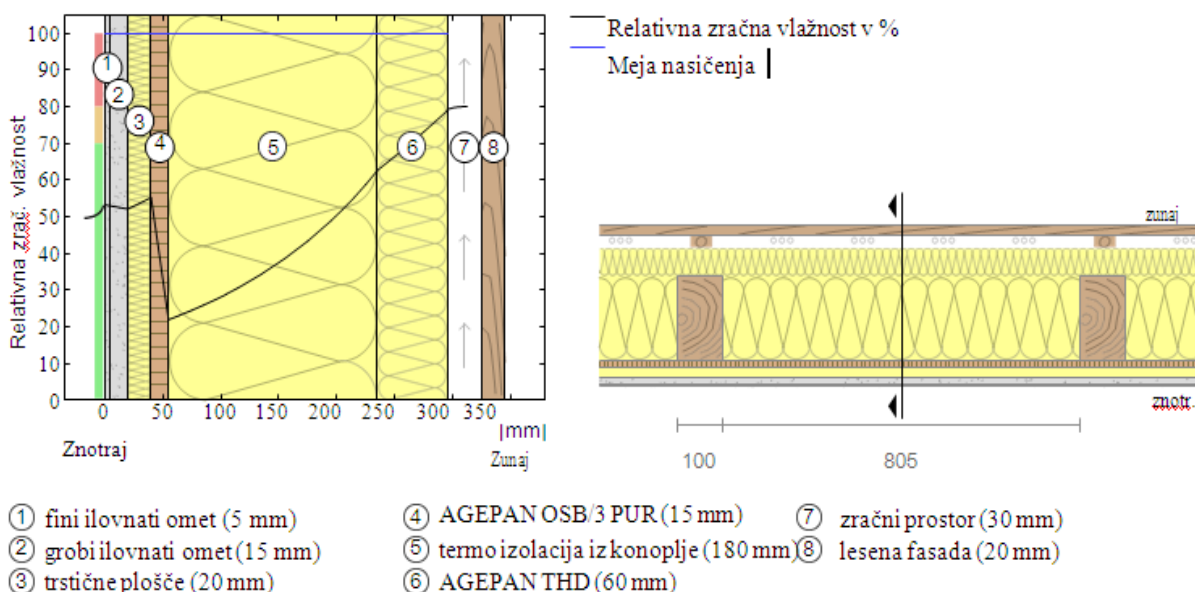 100
90
80
70
60
50
40
30
20
10
0
Relativna zrač. vlažnost
1
2
3
4
5
6
7
8
0 50 100 150 200 250 300 350
|mm|
Znotraj
Zunaj
Relativna zračna vlažnost v %
Meja nasičenja
zunaj
znotr.
100 805
1 fini ilovnati omet (5 mm)
2 grobi ilovnati omet (15 mm)
3 trstične plošče (20 mm)
4 AGEPAN OSB/3 PUR (15 mm)
5 termo izolacija iz konoplje (180 mm)
6 AGEPAN THD (60 mm)
7 zračni prostor (30 mm)
8 lesena fasada (20 mm)